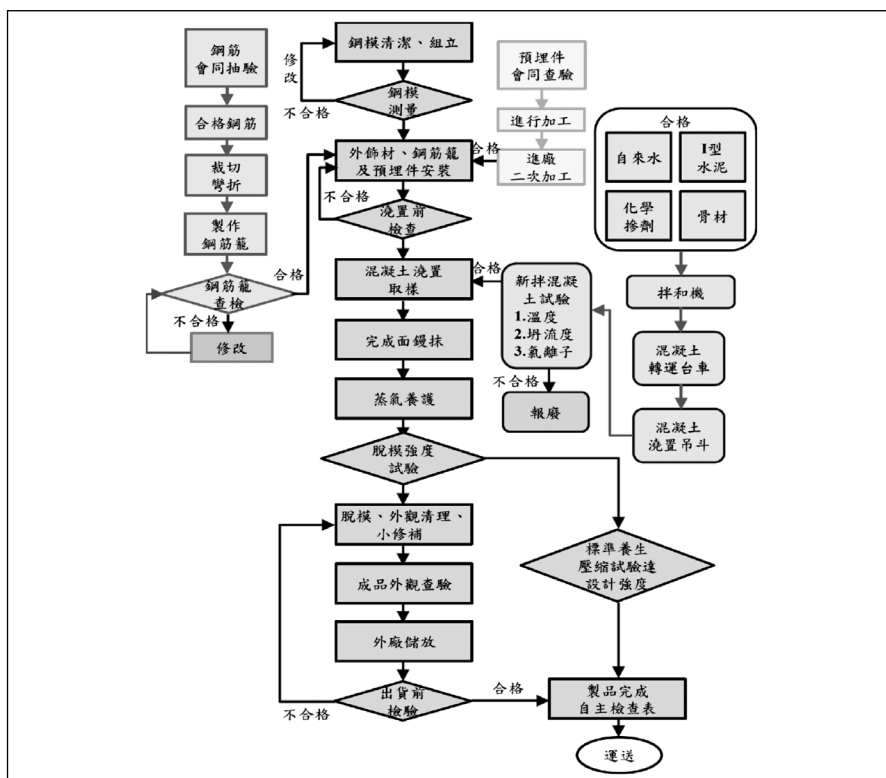 鋼筋
會同抽驗
合格鋼筋
裁切
彎折
製作
鋼筋籠
鋼筋籠
查檢
合格
不合格
修改
鋼模清潔、組立
修改
不合格
鋼模
測量
外飾材、鋼筋籠
及預埋件安裝
不合格
澆置前
檢查
混凝土澆置
取樣
完成面鏝抹
蒸氣養護
脫模強度
試驗
脫模、外觀清理、
小修補
成品外觀查驗
外廠儲放
出貨前
檢驗
不合格
合格
預埋件
會同查驗
進行加工
進廠
二次加工
合格
合格
自來水
I型
水泥
化學
摻劑
骨材
拌和機
混凝土
轉運台車
混凝土
澆置吊斗
新拌混凝
土試驗
1.溫度
2.坍流度
3.氯離子
合格
不合格
報廢
標準養生
壓縮試驗達
設計強度
製品完成
自主檢查表
運送